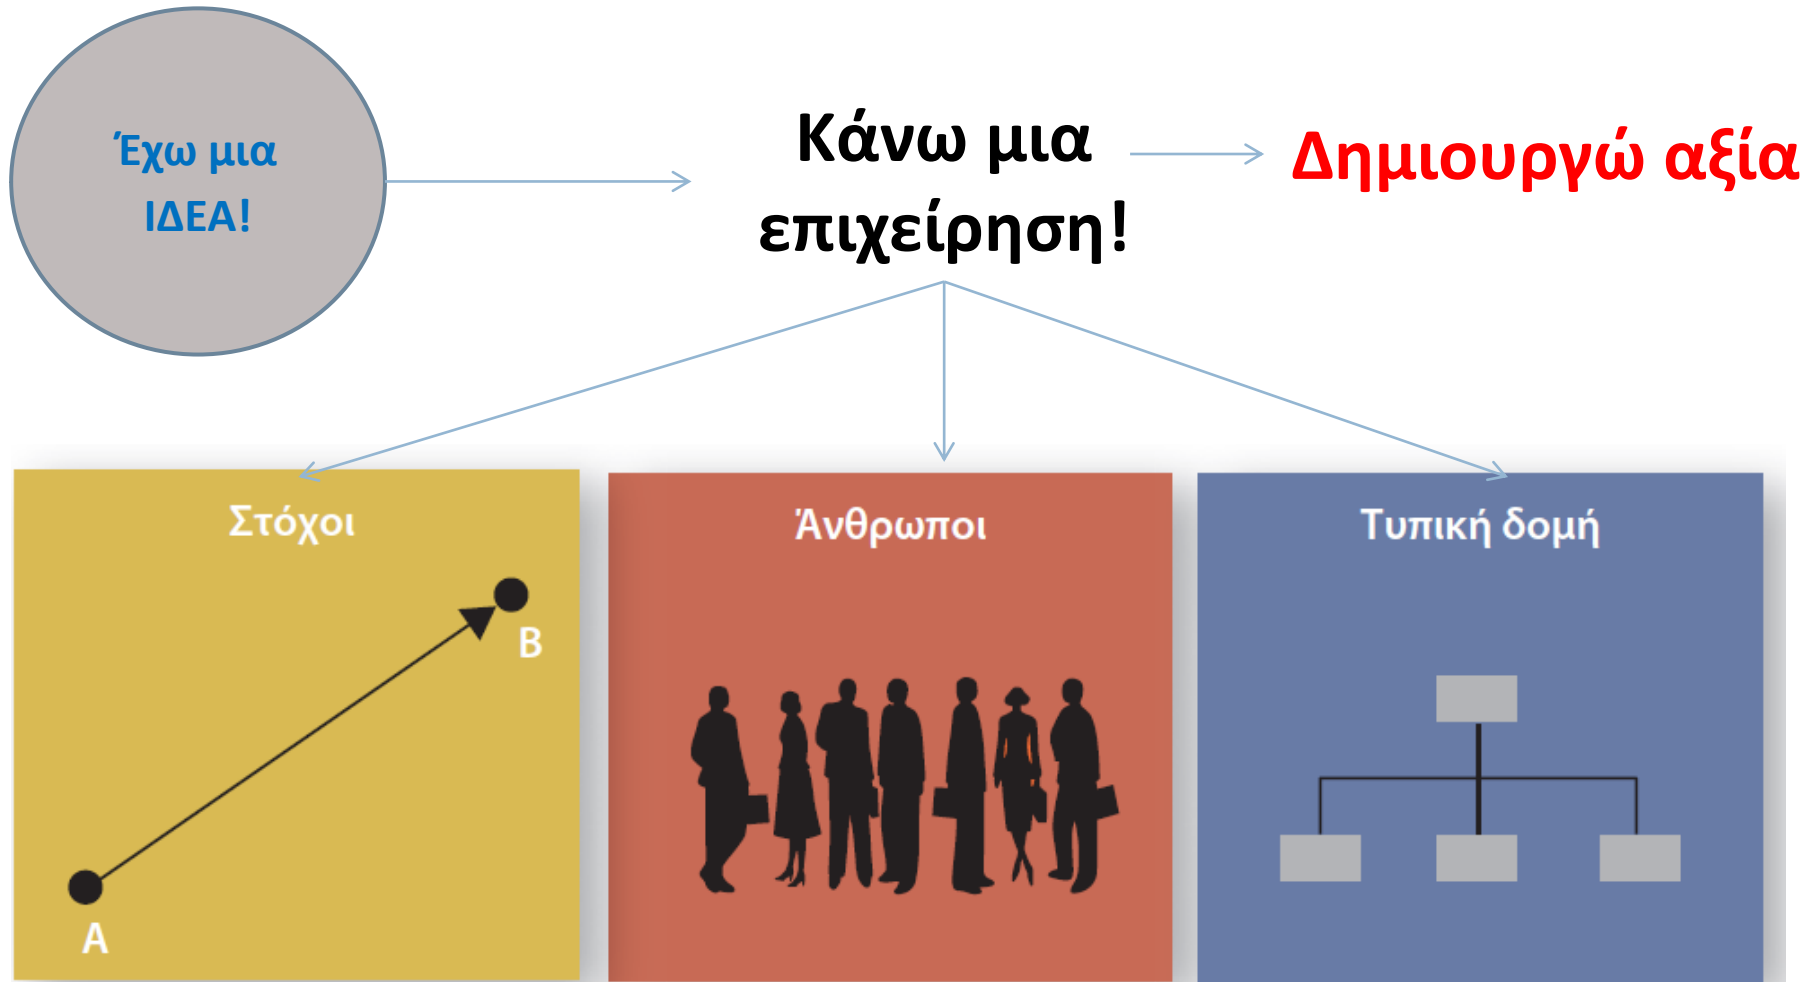 Έχω μια
ΙΔΕΑ!
Κάνω μια
επιχείρηση!
Δημιουργώ αξία
Στόχοι
B
A
Άνθρωποι
Τυπική δομή